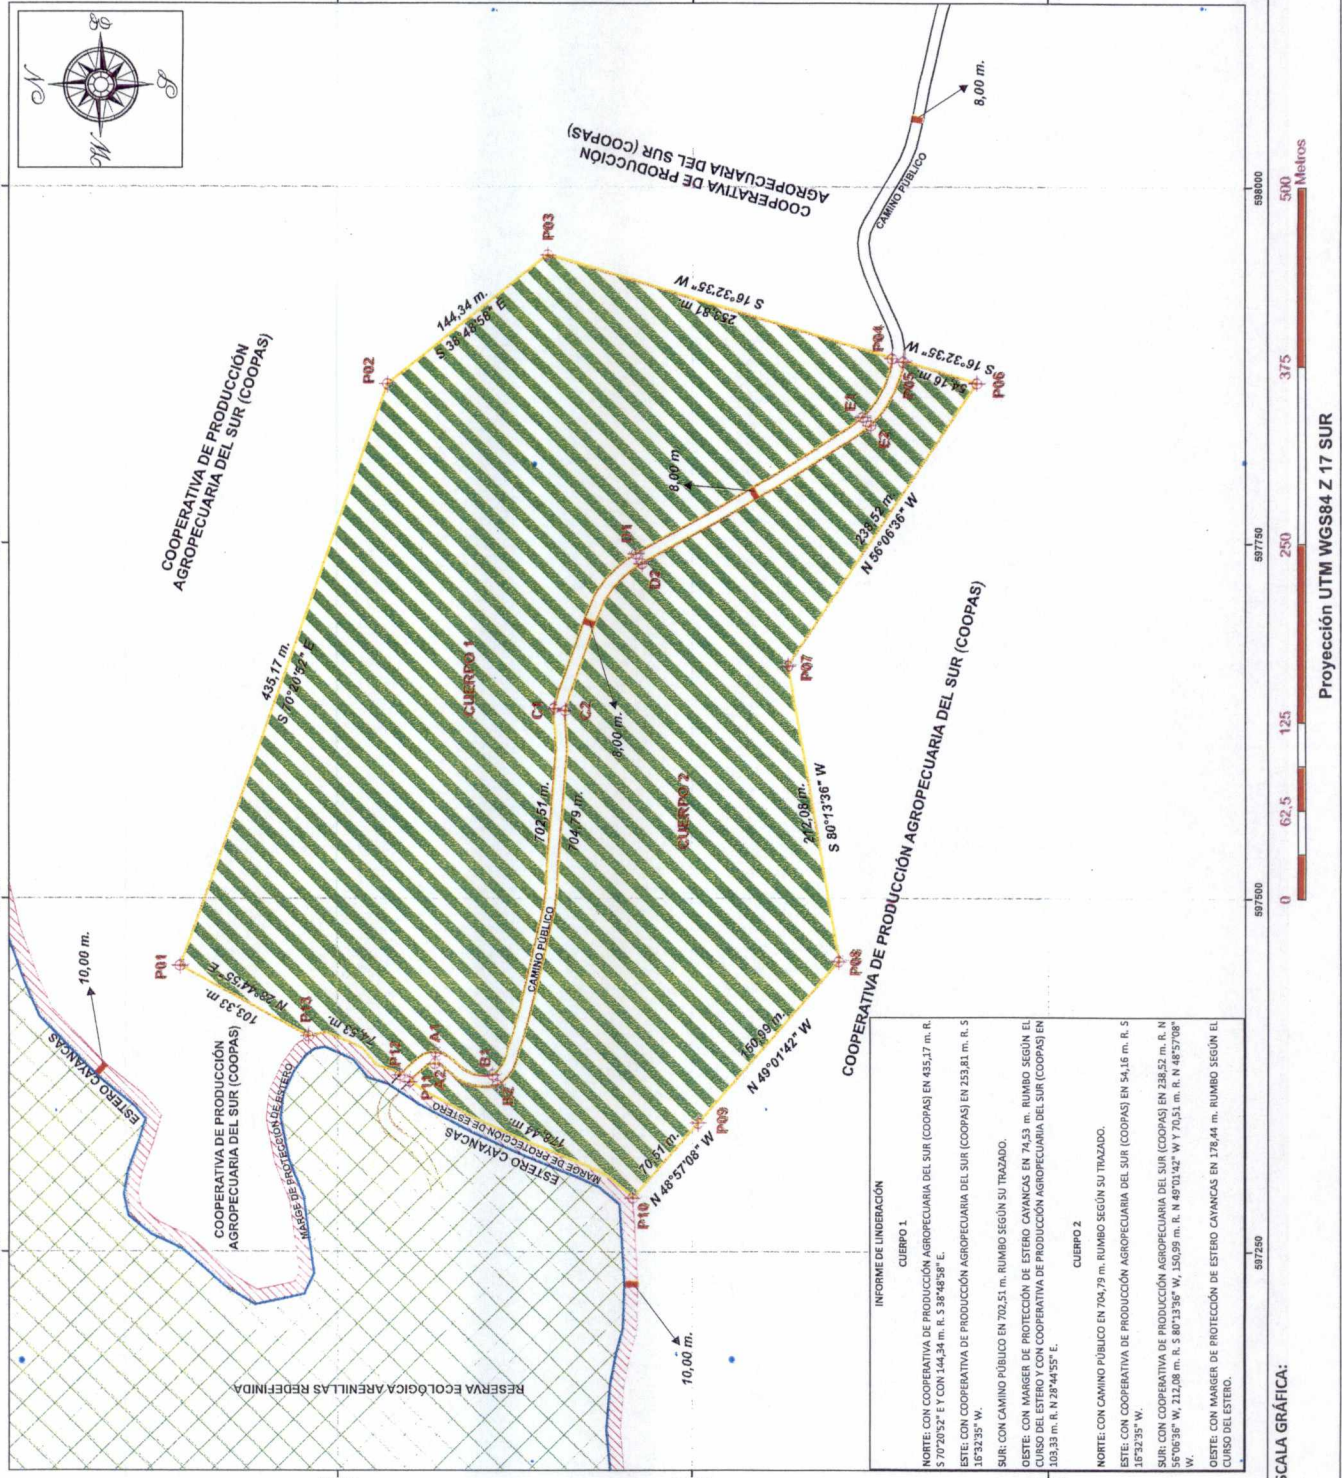 N
E
S
W
COOPERATIVA DE PRODUCCIÓN
AGROPECUARIA DEL SUR (COOPAS)
COOPERATIVA DE PRODUCCIÓN
AGROPECUARIA DEL SUR (COOPAS)
COOPERATIVA DE PRODUCCIÓN
AGROPECUARIA DEL SUR (COOPAS)
COOPERATIVA DE PRODUCCIÓN AGROPECUARIA DEL SUR (COOPAS)
RESERVA ECOLÓGICA ARENILLAS REDEFINIDA
ESTERO CAYANCAS
MARGE DE PROTECCIÓN DE ESTERO
ESTERO CAYANCAS
MARGE DE PROTECCIÓN DE ESTERO
10,00 m.
10,00 m.
P01
435,17 m.
S 70°20'52" E
P02
144,34 m.
S 38°48'58" E
P03
S 16°32'35" W
253,81 m.
P04
P05
S 16°32'35" W
54,16 m.
P06
238,52 m.
N 56°06'36" W
P07
212,08 m.
S 80°13'36" W
P08
150,99 m.
N 49°01'42" W
P09
70,51 m.
N 48°57'08" W
P10
178,44 m.
P11
P12
74,53 m.
P13
103,33 m.
N 28°44'55" E
A1
A2
B1
B2
C1
C2
D1
D2
E1
E2
CUERPO 1
CUERPO 2
702,51 m.
704,79 m.
CAMINO PÚBLICO
CAMINO PÚBLICO
8,00 m.
8,00 m.
8,00 m.
INFORME DE LINDERACIÓN
CUERPO 1
NORTE: CON COOPERATIVA DE PRODUCCIÓN AGROPECUARIA DEL SUR (COOPAS) EN 435,17 m. R.
S 70°20'52" E Y CON 144,34 m. R. S 38°48'58" E.
ESTE: CON COOPERATIVA DE PRODUCCIÓN AGROPECUARIA DEL SUR (COOPAS) EN 253,81 m. R. S
16°32'35" W.
SUR: CON CAMINO PÚBLICO EN 702,51 m. RUMBO SEGÚN SU TRAZADO.
OESTE: CON MARGER DE PROTECCIÓN DE ESTERO CAYANCAS EN 74,53 m. RUMBO SEGÚN EL
CURSO DEL ESTERO Y CON COOPERATIVA DE PRODUCCIÓN AGROPECUARIA DEL SUR (COOPAS) EN
103,33 m. R. N 28°44'55" E.
CUERPO 2
NORTE: CON CAMINO PÚBLICO EN 704,79 m. RUMBO SEGÚN SU TRAZADO.
ESTE: CON COOPERATIVA DE PRODUCCIÓN AGROPECUARIA DEL SUR (COOPAS) EN 54,16 m. R. S
16°32'35" W.
SUR: CON COOPERATIVA DE PRODUCCIÓN AGROPECUARIA DEL SUR (COOPAS) EN 238,52 m. R. N
56°06'36" W, 212,08 m. R. S 80°13'36" W, 150,99 m. R. N 49°01'42" W Y 70,51 m. R. N 48°57'08"
W.
OESTE: CON MARGER DE PROTECCIÓN DE ESTERO CAYANCAS EN 178,44 m. RUMBO SEGÚN EL
CURSO DEL ESTERO.
597250
597500
597750
598000
SCALA GRÁFICA:
0
62,5
125
250
375
500
Metros
Proyección UTM WGS84 Z 17 SUR